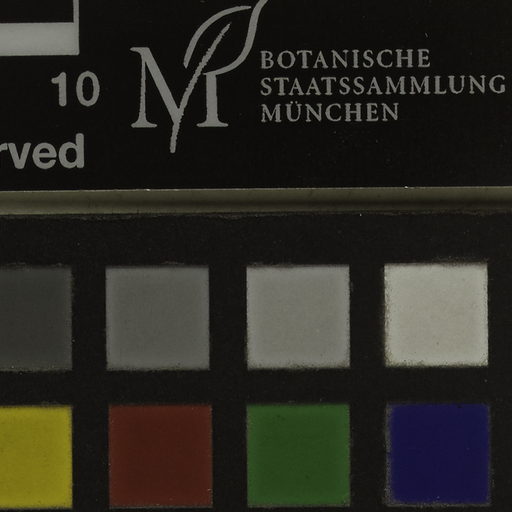 10
rved
M
BOTANISCHE
STAATSSAMMLUNG
MÜNCHEN